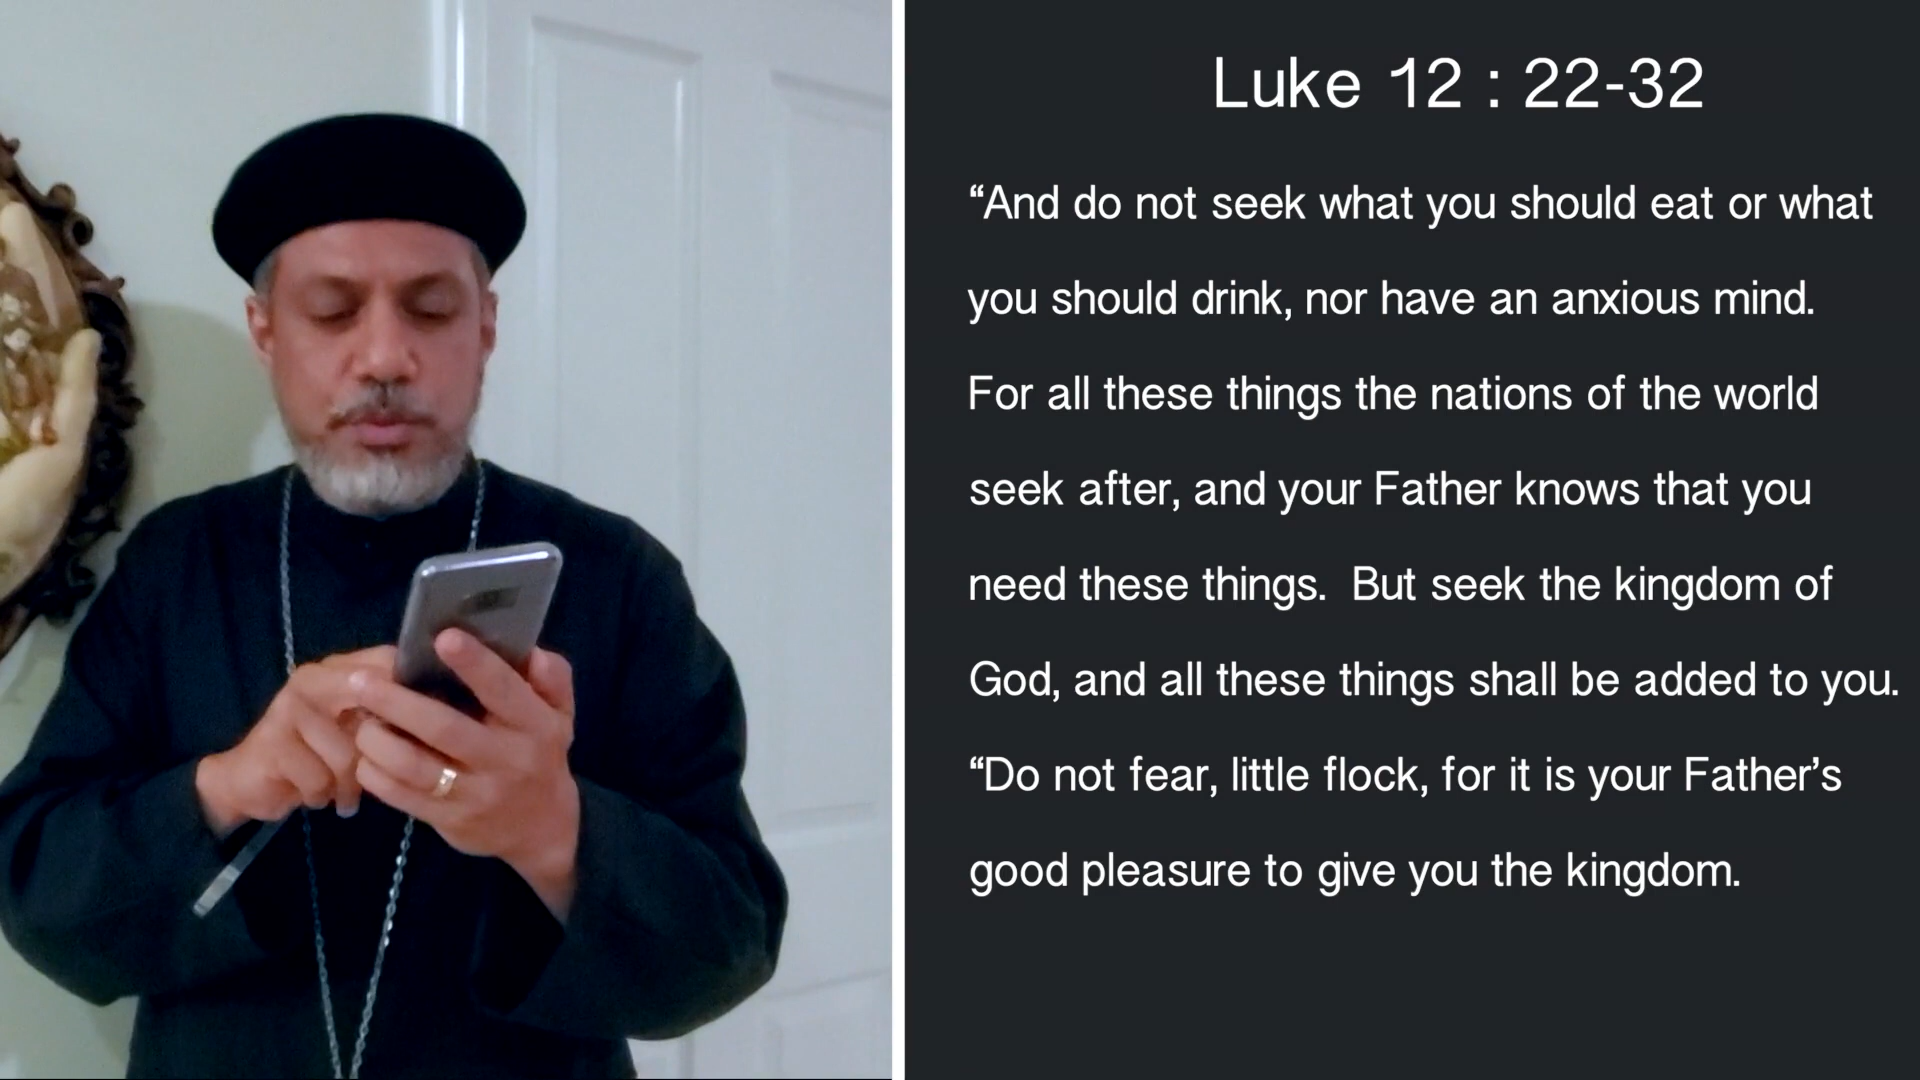 Luke 12 : 22-32
“And do not seek what you should eat or what
you should drink, nor have an anxious mind.
For all these things the nations of the world
seek after, and your Father knows that you
need these things.  But seek the kingdom of
God, and all these things shall be added to you.
“Do not fear, little flock, for it is your Father’s
good pleasure to give you the kingdom.